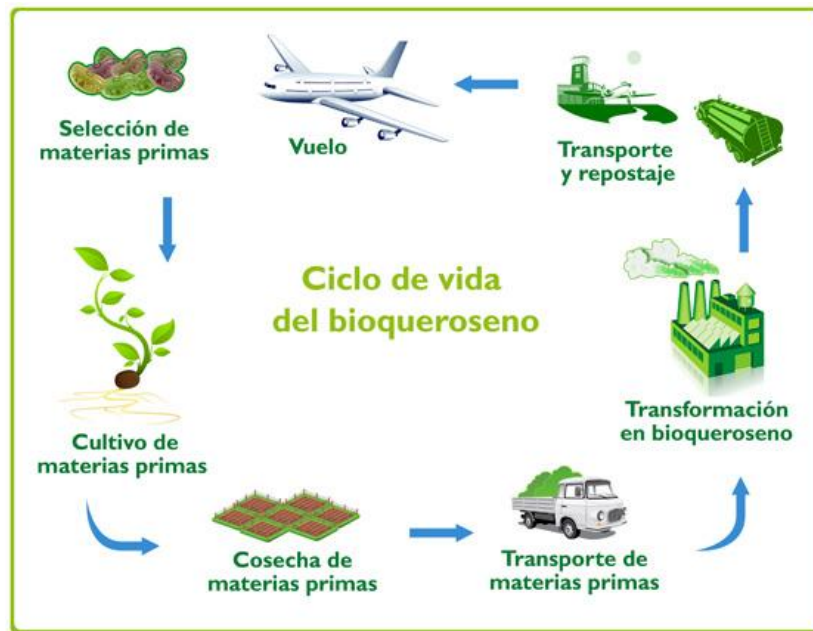 Selección de
materias primas
Vuelo
Transporte
y repostaje
Ciclo de vida
del bioqueroseno
Cultivo de
materias primas
Transformación
en bioqueroseno
Cosecha de
materias primas
Transporte de
materias primas